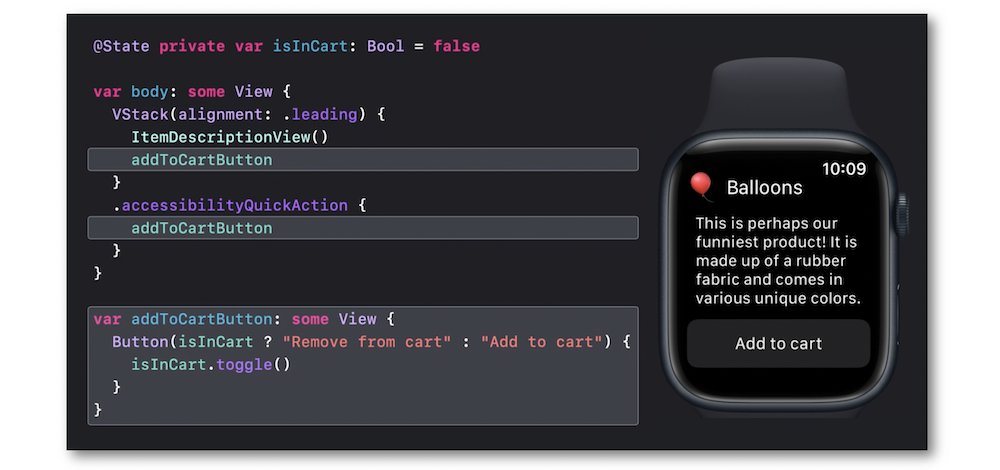 @State private var isInCart: Bool = false
var body: some View {
VStack(alignment: .leading) {
ItemDescriptionView()
addToCartButton
}
.accessibilityQuickAction {
addToCartButton
}
}
var addToCartButton: some View {
Button(isInCart ? "Remove from cart" : "Add to cart") {
isInCart.toggle()
}
}
10:09
Balloons
This is perhaps our
funniest product! It is
made up of a rubber
fabric and comes in
various unique colors.
Add to cart